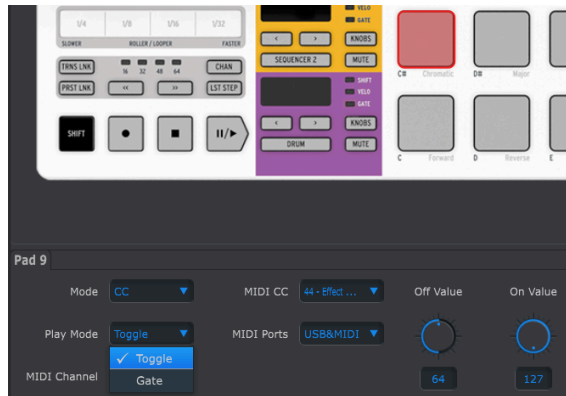 VELO
GATE
1/4 1/8 1/16 1/32
SLOWER ROLLER / LOOPER FASTER
< > KNOBS
SEQUENCER 2 MUTE
TRNS LNK 16 32 48 64 CHAN
PRST LNK << >> LST STEP
SHIFT
VELO
GATE
C# Chromatic D# Major
SHIFT II/▶
< > KNOBS
DRUM MUTE
C Forward D Reverse E
Pad 9
Mode CC MIDI CC 44 - Effect ... Off Value On Value
Play Mode Toggle MIDI Ports USB&MIDI
✓ Toggle
MIDI Channel Gate 64 127